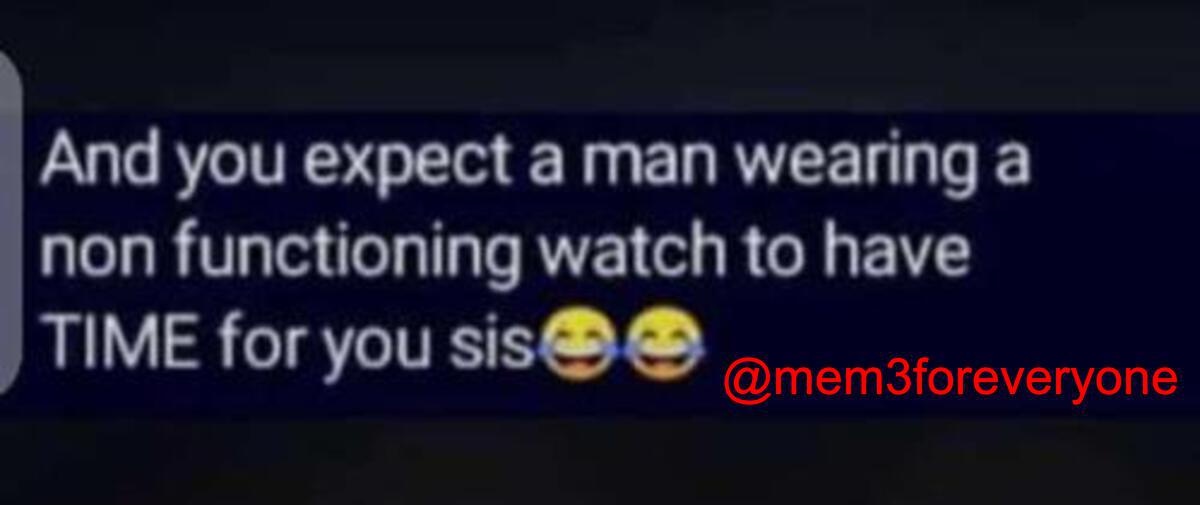 And you expect a man wearing a
non functioning watch to have
TIME for you sis😂😂
@mem3foreveryone